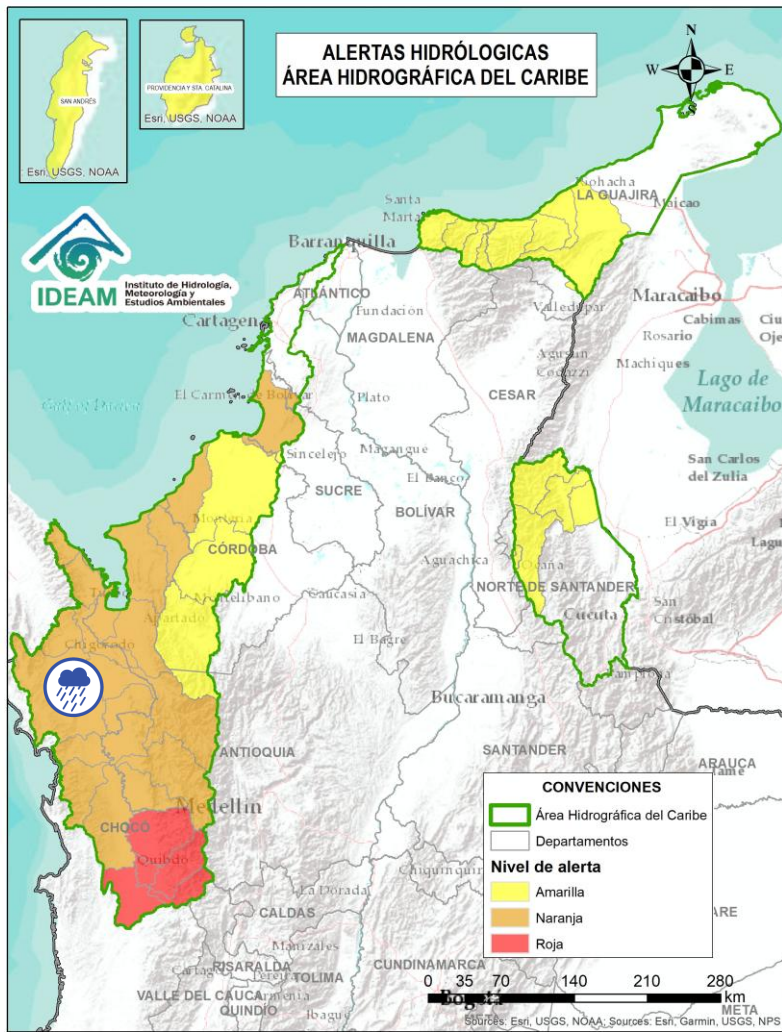 SAN ANDRÉS
Esri, USGS, NOAA
PROVIDENCIA Y STA. CATALINA
Esri, USGS, NOAA
ALERTAS HIDRÓLOGICAS
ÁREA HIDROGRÁFICA DEL CARIBE
N
W
E
S
IDEAM
Instituto de Hidrología,
Meteorología y
Estudios Ambientales
Santa
Marta
LA GUAJIRA
Maicao
Barranquilla
ATLÁNTICO
Cartagena
Fundación
MAGDALENA
Valledupar
Maracaibo
Cabimas
Rosario
Machiques
Agustín
Codazzi
CESAR
Lago de
Maracaibo
El Carmen de Bolívar
Plato
Sincelejo
Magangue
El Banco
SUCRE
BOLÍVAR
San Carlos
del Zulia
El Vigía
Montería
CÓRDOBA
Montelibano
Caucasia
Aguachica
Ocaña
NORTE DE SANTANDER
Cucuta
San
Cristóbal
El Bagre
Apartado
Chigorodo
Bucaramanga
ANTIOQUIA
SANTANDER
ARAUCA
Medellín
CHOCÓ
Quibdó
La Dorada
CALDAS
Manizales
RISARALDA
TOLIMA
CUNDINAMARCA
VALLE DEL CAUCA
QUINDÍO
Ibague
Bogotá
META
CONVENCIONES
Área Hidrográfica del Caribe
Departamentos
Nivel de alerta
Amarilla
Naranja
Roja
0 35 70 140 210 280
km
Sources: Esri, USGS, NOAA; Sources: Esri, Garmin, USGS, NPS